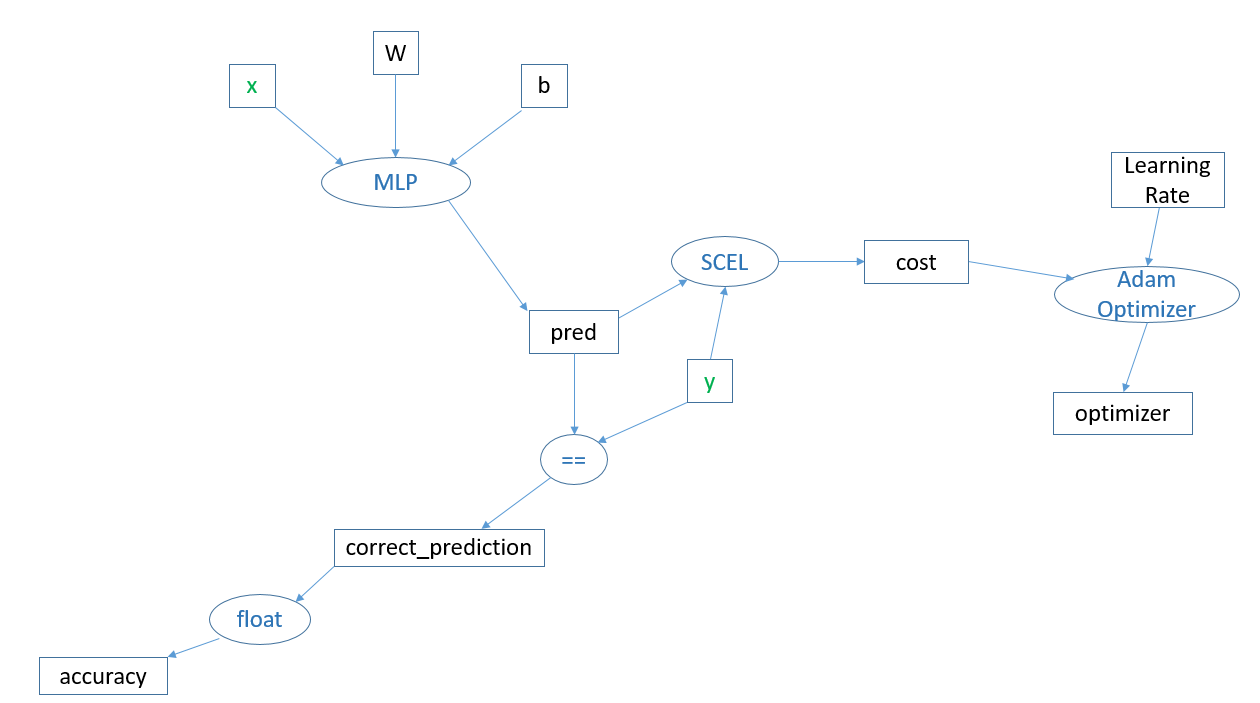 W
x
b
MLP
Learning
Rate
SCEL
cost
Adam
Optimizer
pred
y
optimizer
==
correct_prediction
float
accuracy